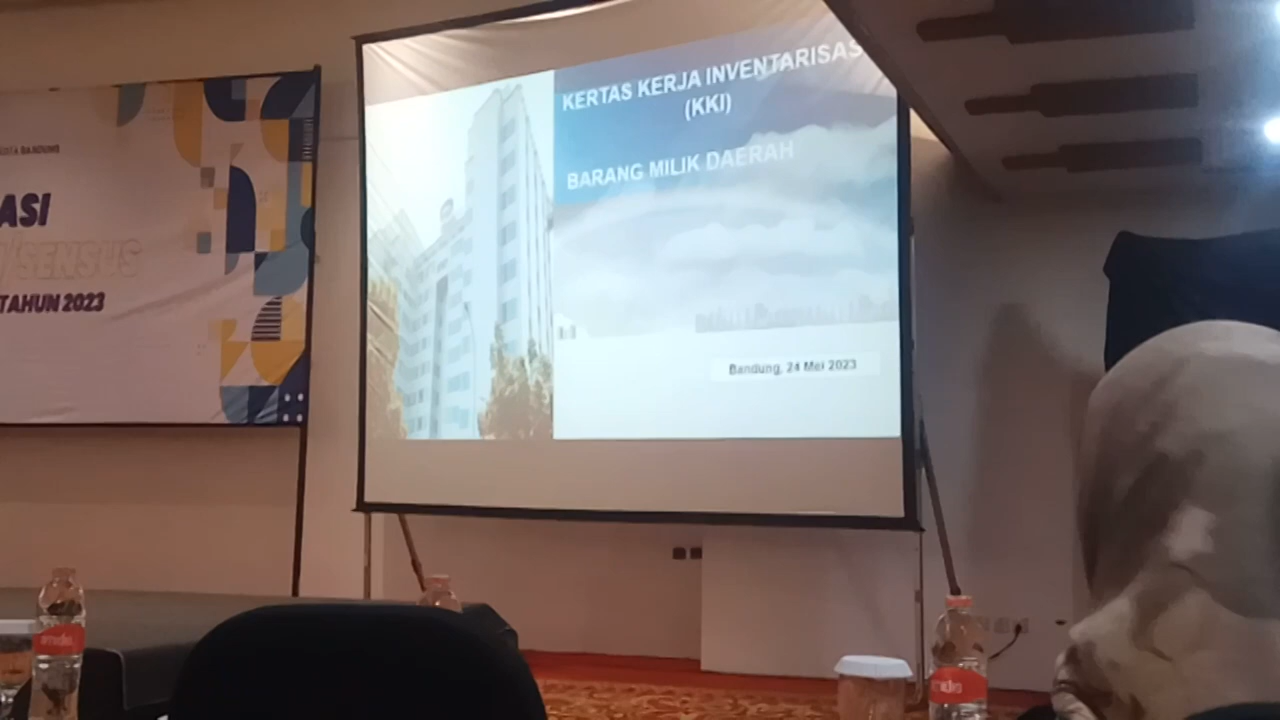 KOTA BANDUNG
ASI
/SENSUS
TAHUN 2023
KERTAS KERJA INVENTARISAS
(KKI)
BARANG MILIK DAERAH
Bandung, 24 Mei 2023